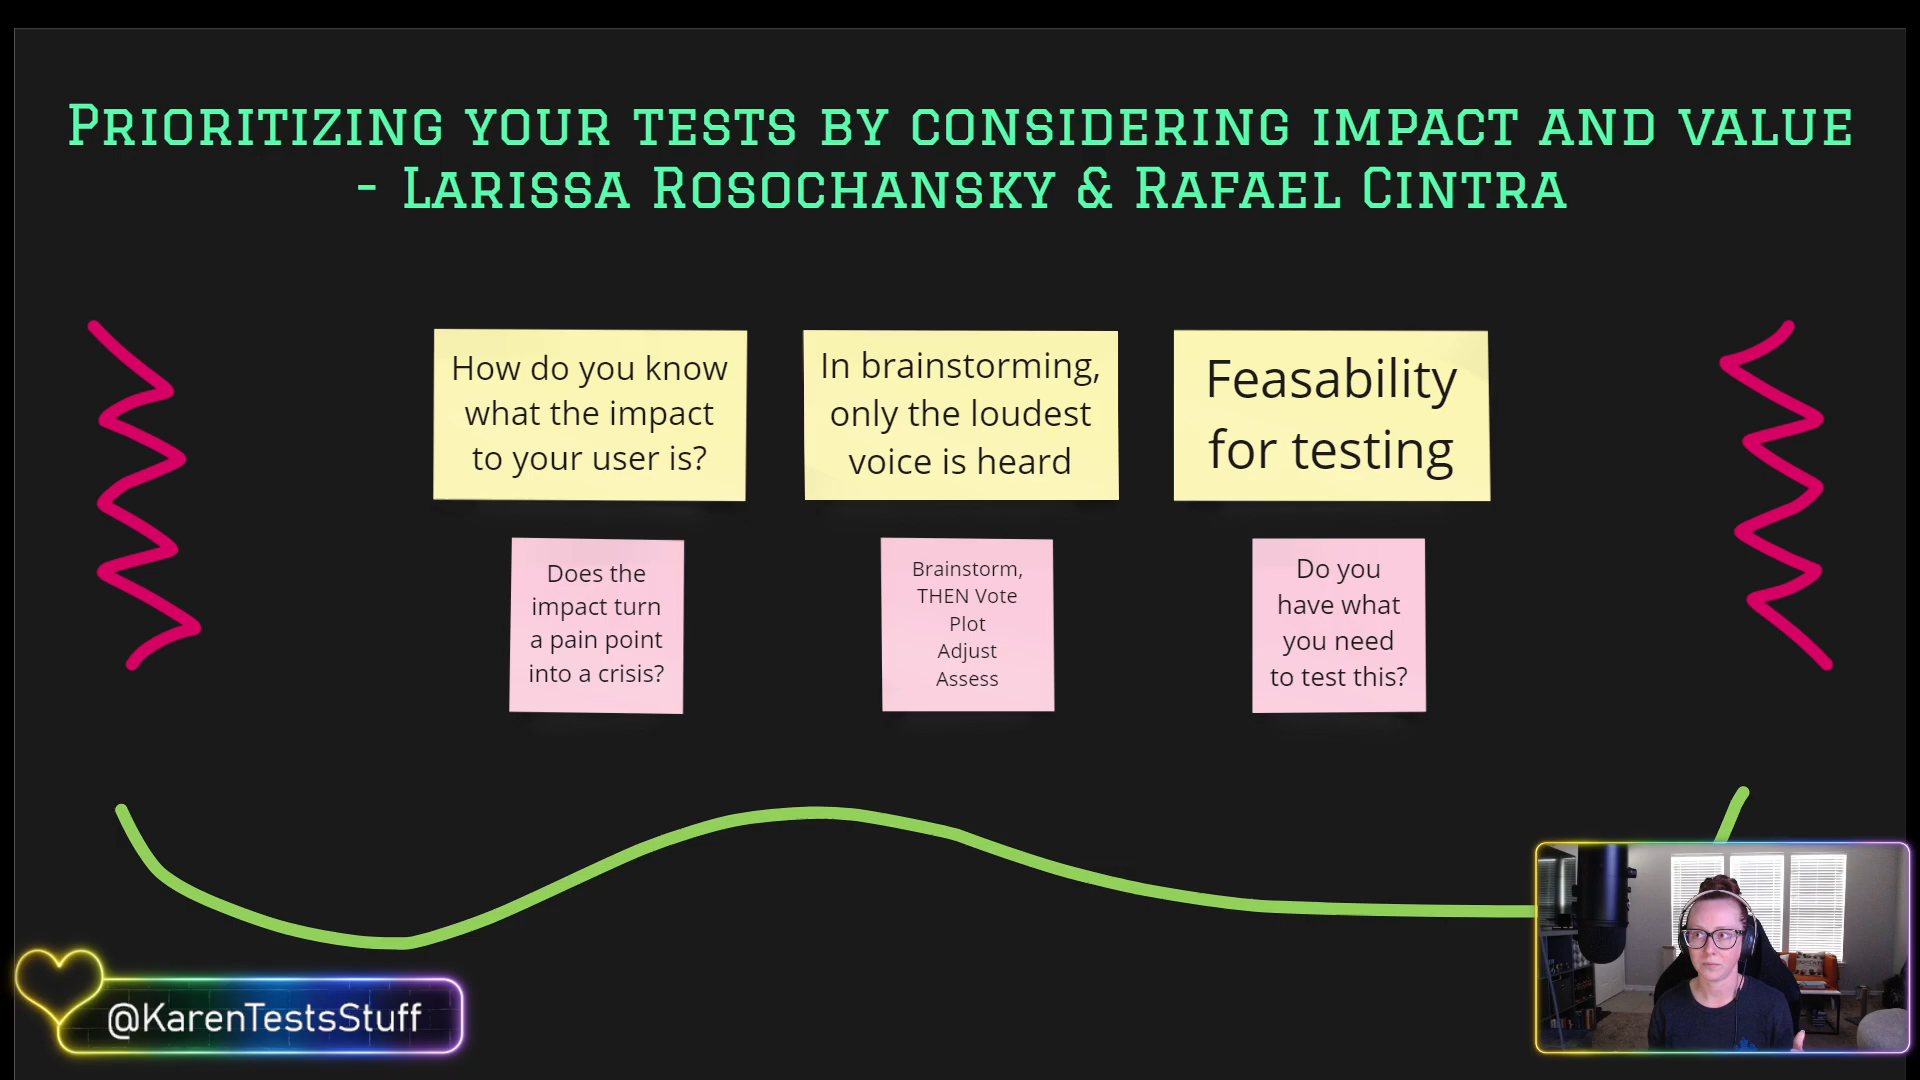 Prioritizing your tests by considering impact and value
- Larissa Rosochansky & Rafael Cintra
How do you know
what the impact
to your user is?
In brainstorming,
only the loudest
voice is heard
Feasability
for testing
Does the
impact turn
a pain point
into a crisis?
Brainstorm,
THEN Vote
Plot
Adjust
Assess
Do you
have what
you need
to test this?
@KarenTestsStuff